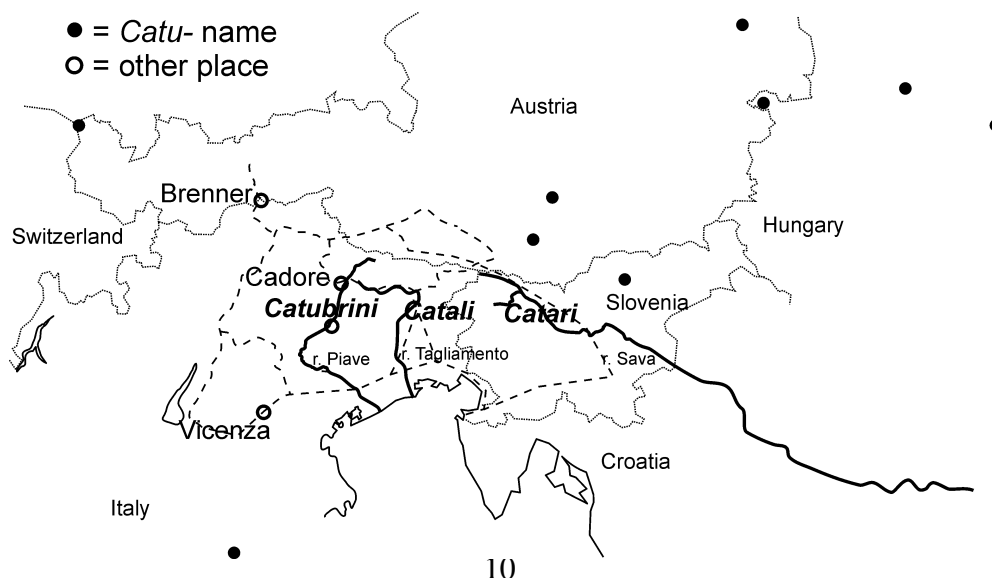 = Catu- name
= other place
Austria
Brenner
Switzerland
Hungary
Cadore
Catubrini
Catali
Catari
Slovenia
r. Piave
r. Tagliamento
r. Sava
Vicenza
Croatia
Italy
10